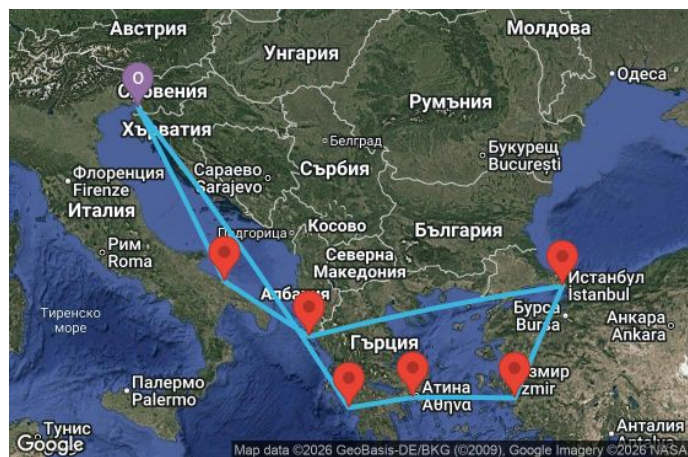 Австрия
Молдова
Унгария
Одеса
O
Словения
Румъния
Хърватия
Белград
Букурещ
București
Сараево
Sarajevo
Сърбия
Флоренция
Firenze
Италия
Косово
България
Подгорица
Рим
Roma
Северна
Македония
Истанбул
İstanbul
Албания
Бурса
Bursa
Анкара
Ankara
Тиренско
море
Гърция
Измир
İzmir
Атина
Αθήνα
Палермо
Palermo
Тунис
Анталия
Antalya
Google
Map data ©2026 GeoBasis-DE/BKG (©2009), Google Imagery ©2026 NASA